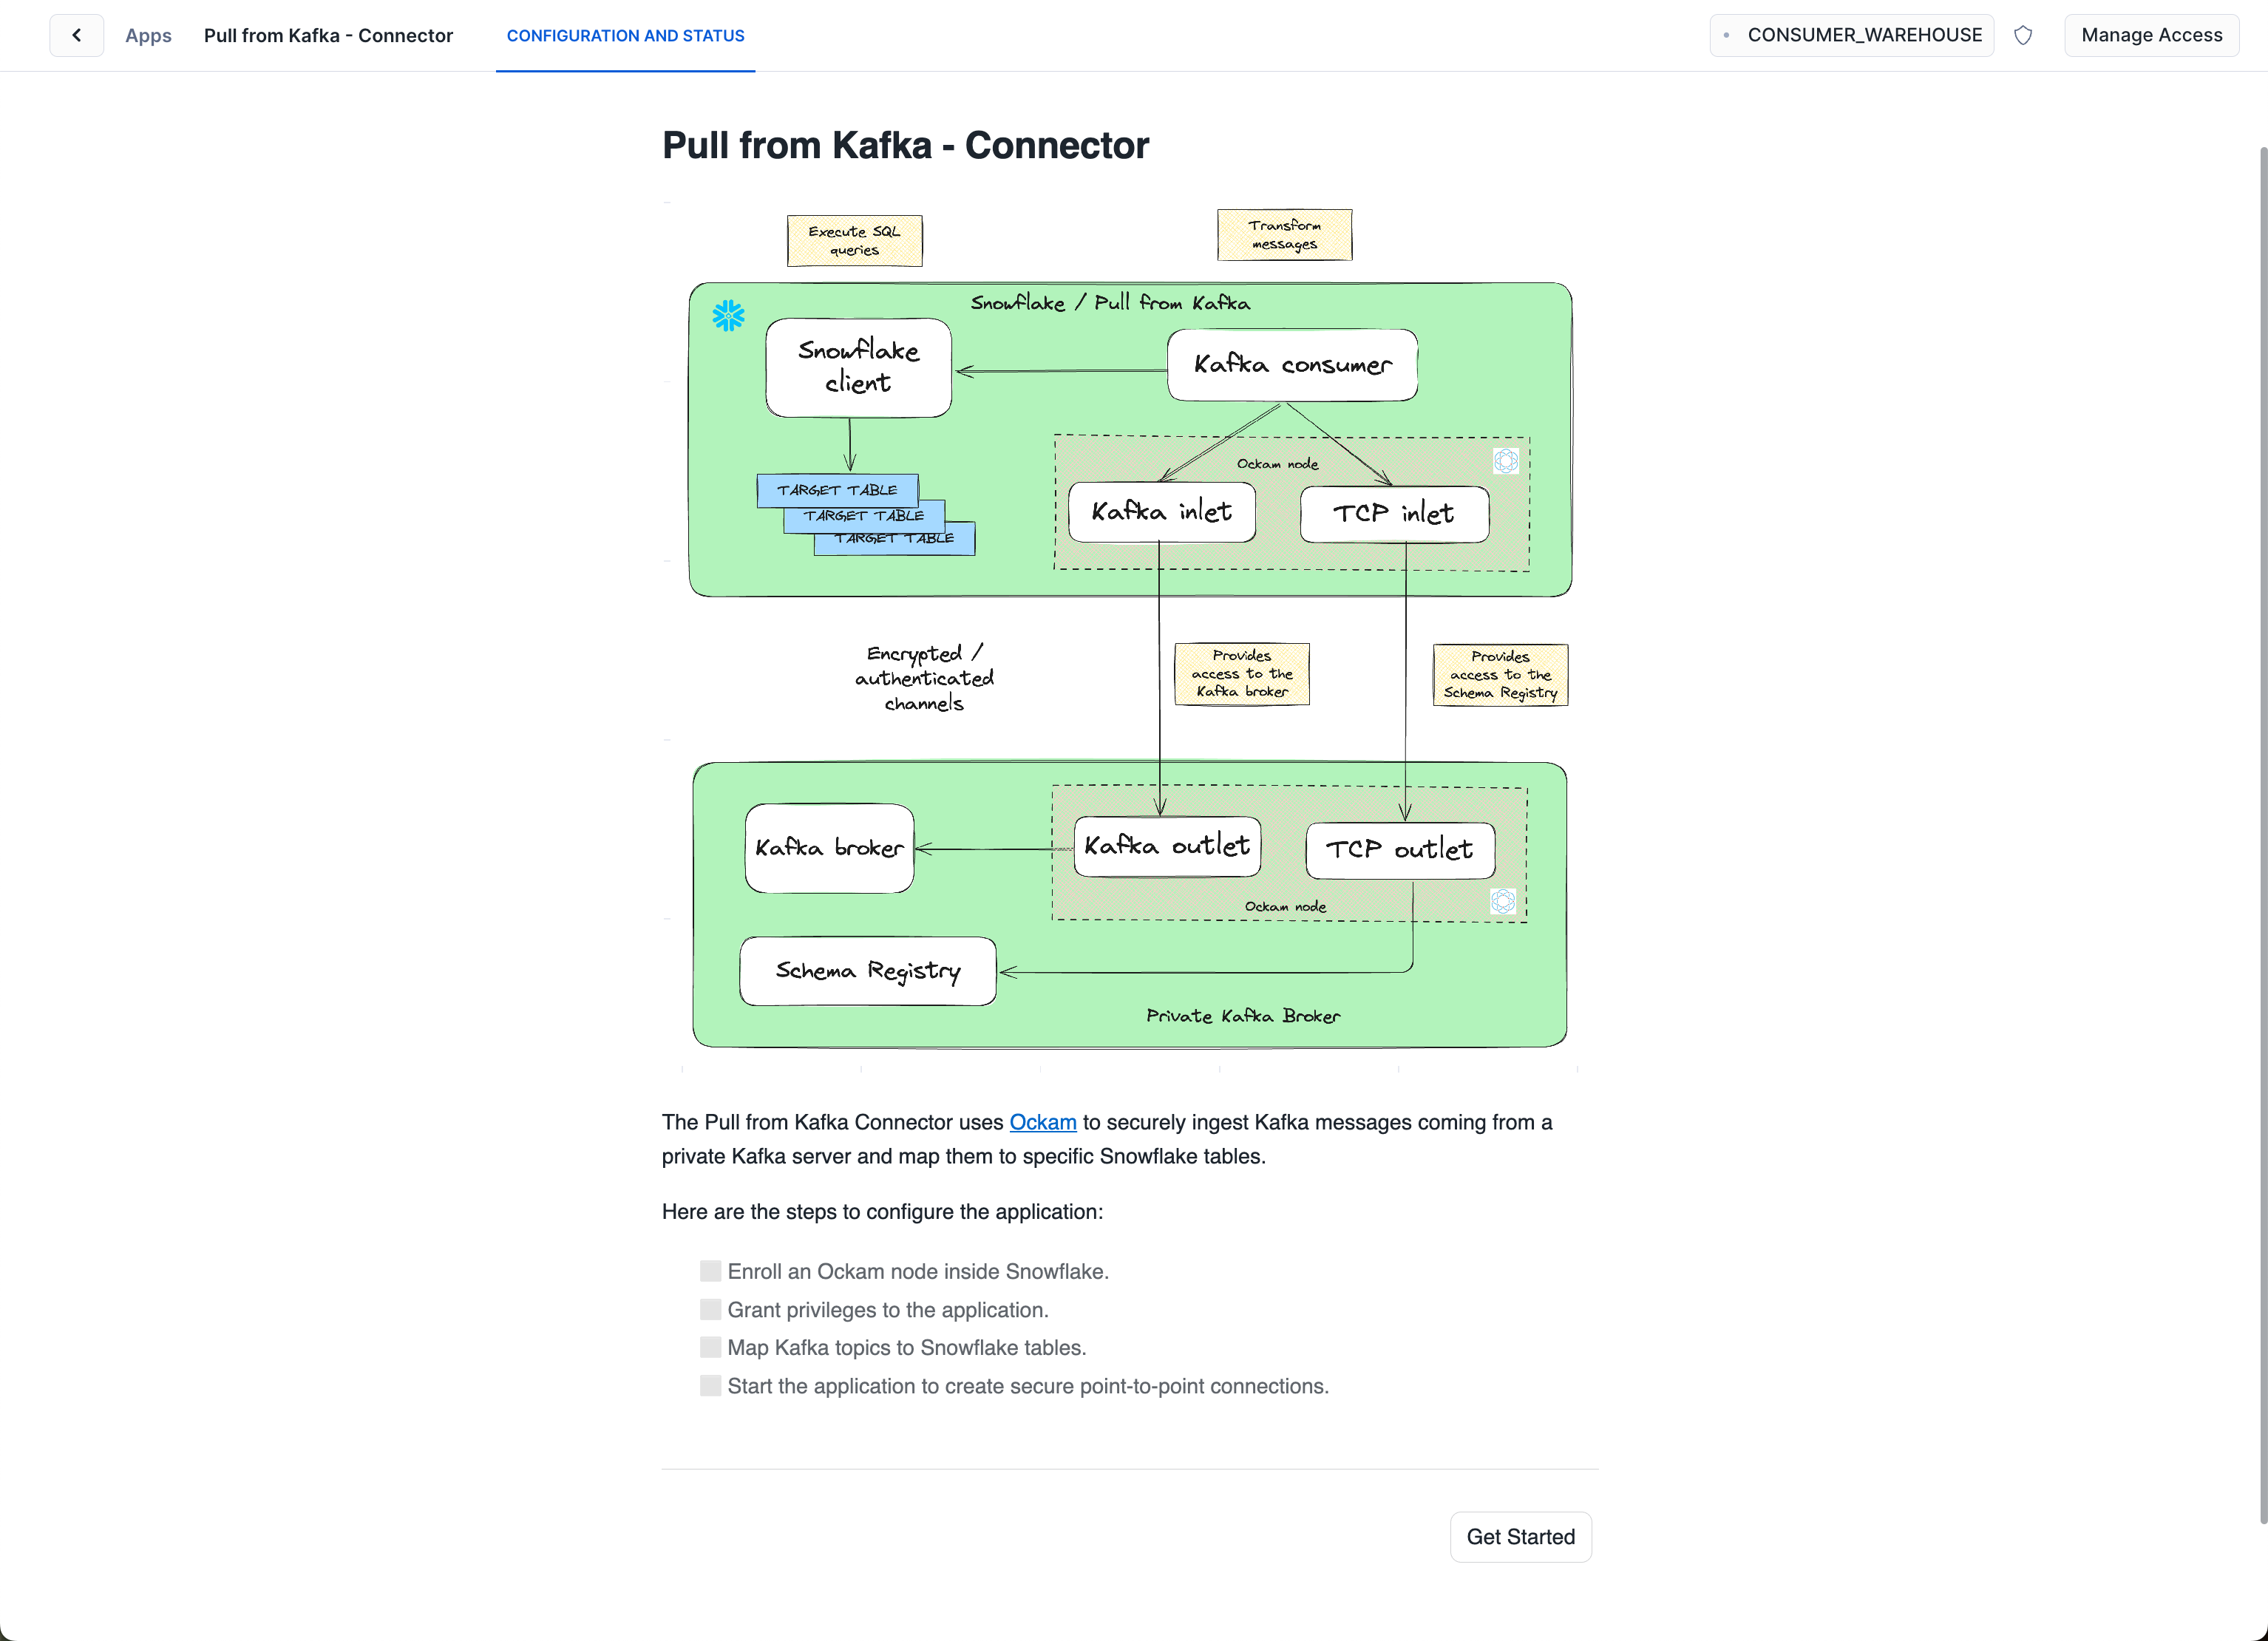 Apps
Pull from Kafka - Connector
CONFIGURATION AND STATUS
CONSUMER_WAREHOUSE
Manage Access
Pull from Kafka - Connector
Execute SQL
queries
Transform
messages
Snowflake / Pull from Kafka
Snowflake
client
Kafka consumer
Ockam node
TARGET TABLE
TARGET TABLE
TARGET TABLE
Kafka inlet
TCP inlet
Encrypted /
authenticated
channels
Provides
access to the
Kafka broker
Provides
access to the
Schema Registry
Kafka broker
Kafka outlet
TCP outlet
Ockam node
Schema Registry
Private Kafka Broker
The Pull from Kafka Connector uses Ockam to securely ingest Kafka messages coming from a
private Kafka server and map them to specific Snowflake tables.
Here are the steps to configure the application:
Enroll an Ockam node inside Snowflake.
Grant privileges to the application.
Map Kafka topics to Snowflake tables.
Start the application to create secure point-to-point connections.
Get Started